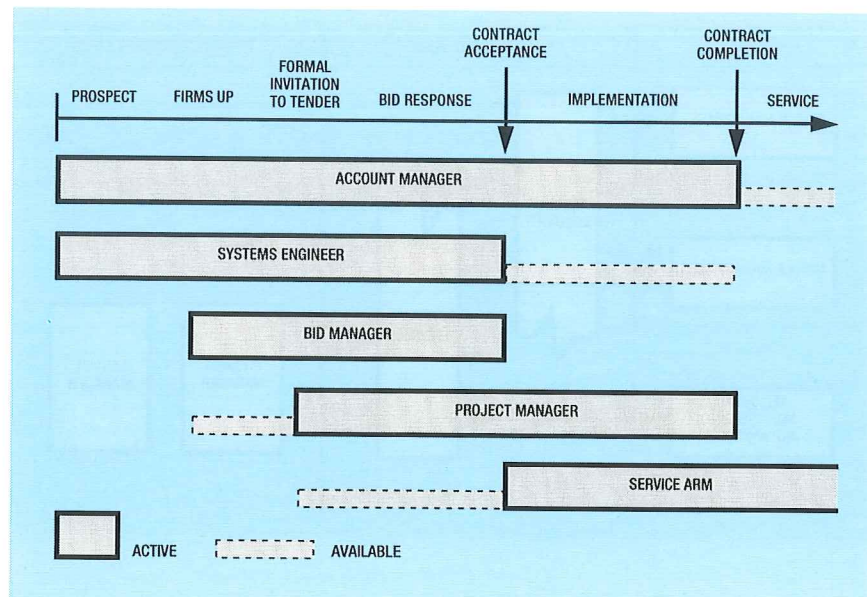 CONTRACT
ACCEPTANCE
CONTRACT
COMPLETION
FORMAL
INVITATION
TO TENDER
PROSPECT
FIRMS UP
BID RESPONSE
IMPLEMENTATION
SERVICE
ACCOUNT MANAGER
SYSTEMS ENGINEER
BID MANAGER
PROJECT MANAGER
SERVICE ARM
ACTIVE
AVAILABLE